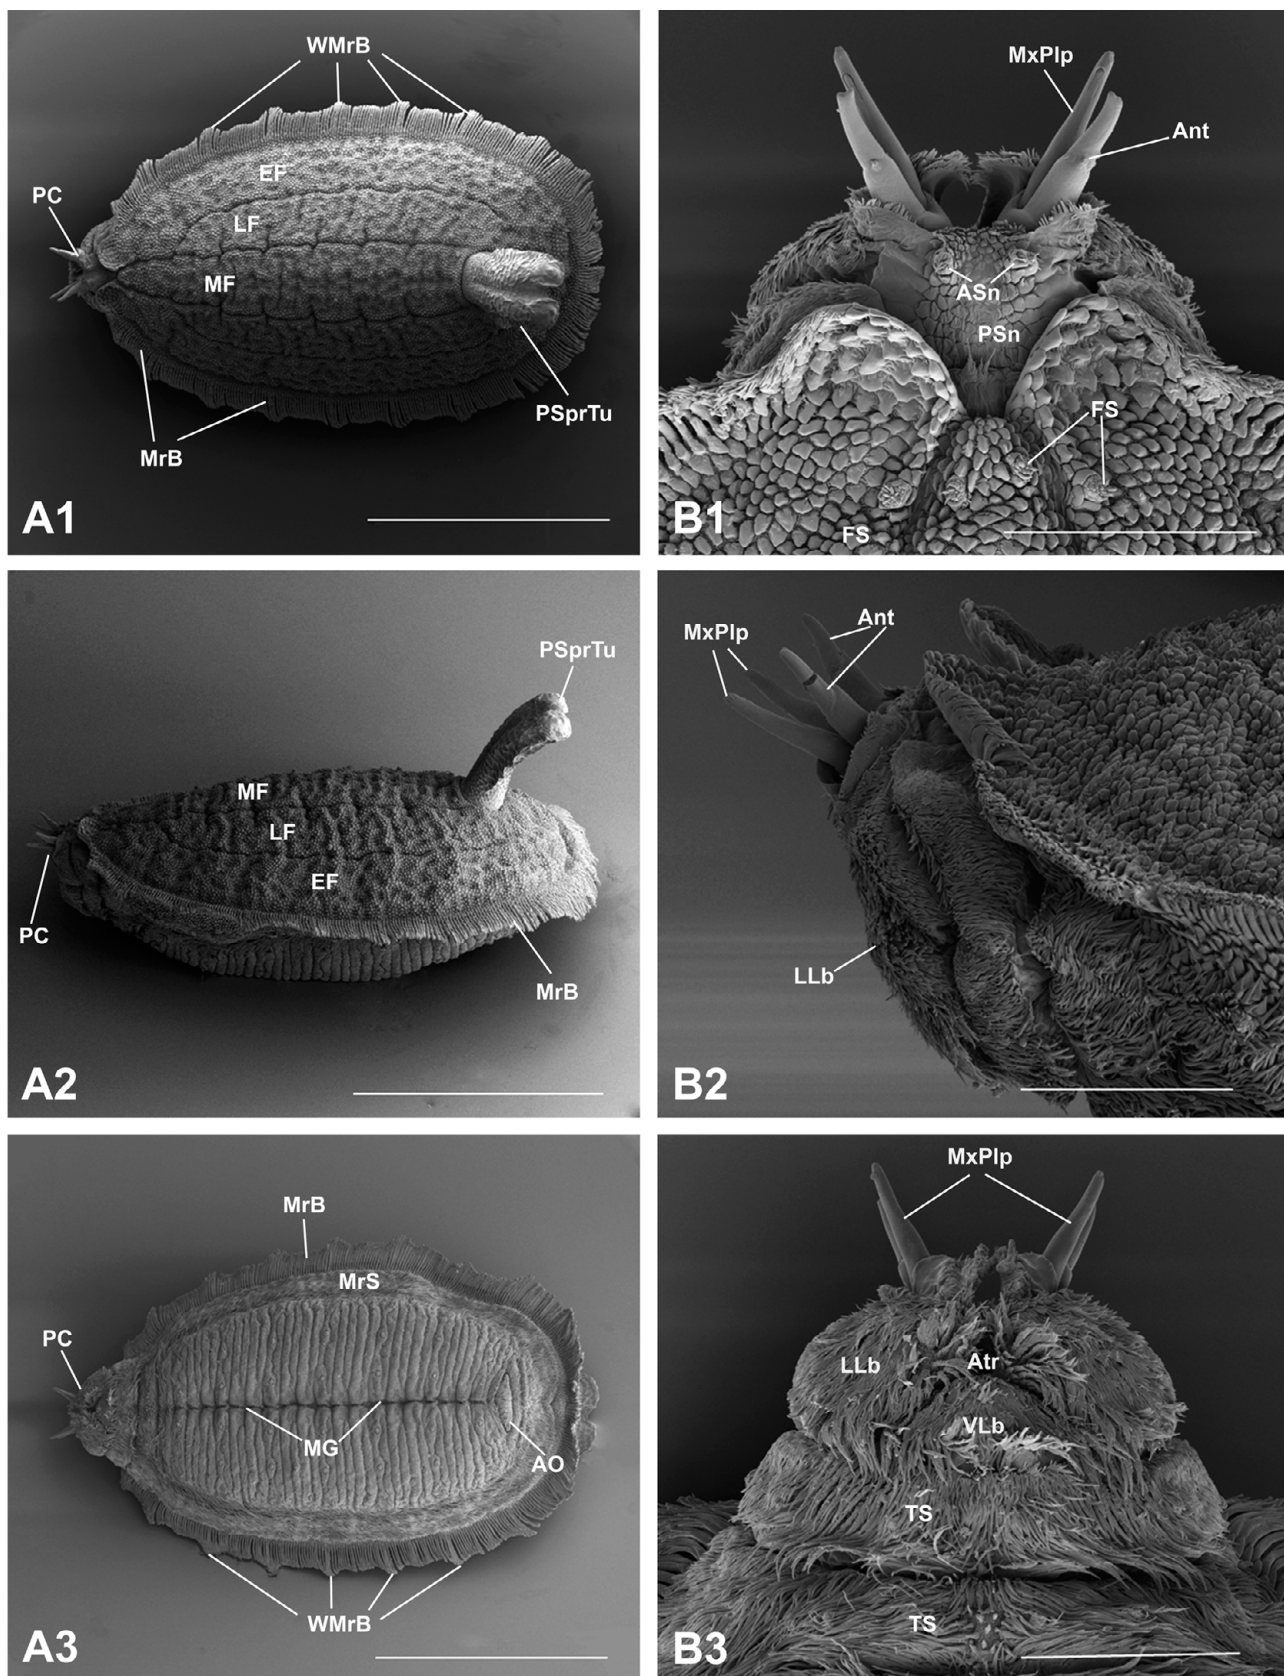 WMrB
EF
PC
LF
MF
PSprTu
MrB
A1
MxPlp
Ant
ASn
PSn
FS
FS
B1
PSprTu
MF
LF
EF
PC
MrB
A2
Ant
MxPlp
LLb
B2
MrB
MrS
PC
MG
AO
WMrB
A3
MxPlp
LLb
Atr
VLb
TS
TS
B3